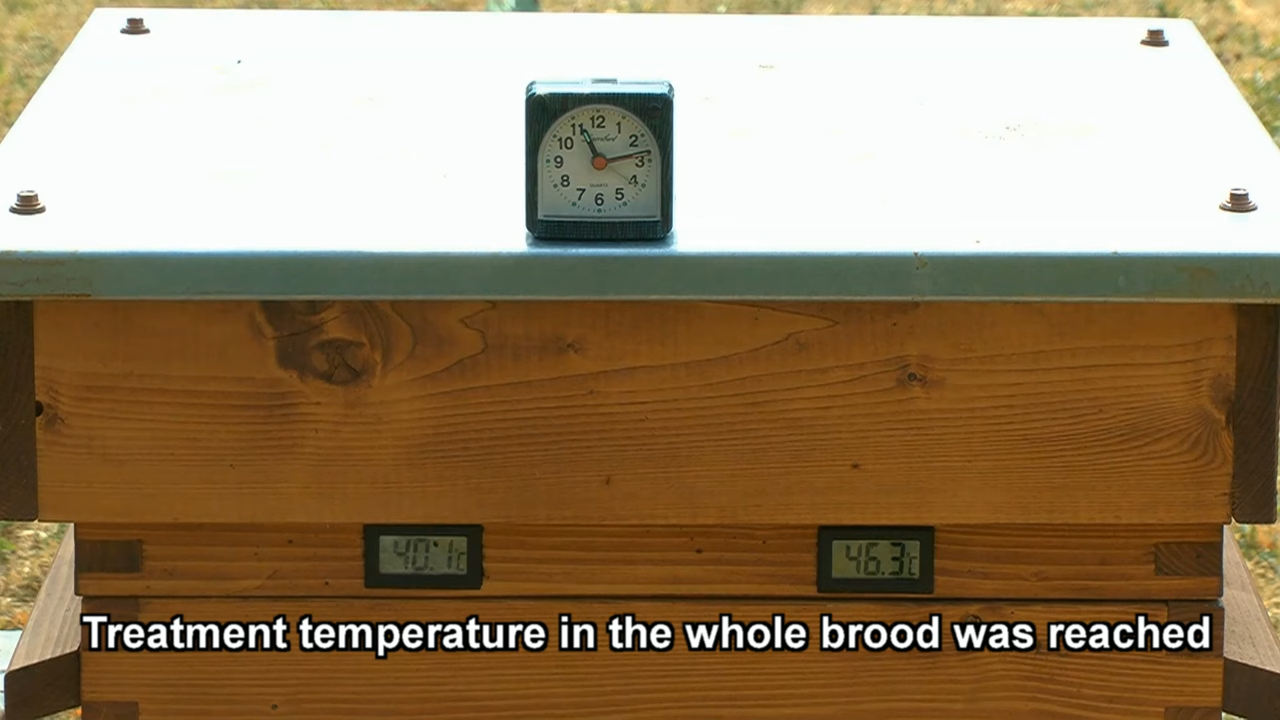 12
11 1
10 2
9 3
8 4
QUARTZ
7 5
6
40.1°C
46.3°C
Treatment temperature in the whole brood was reached